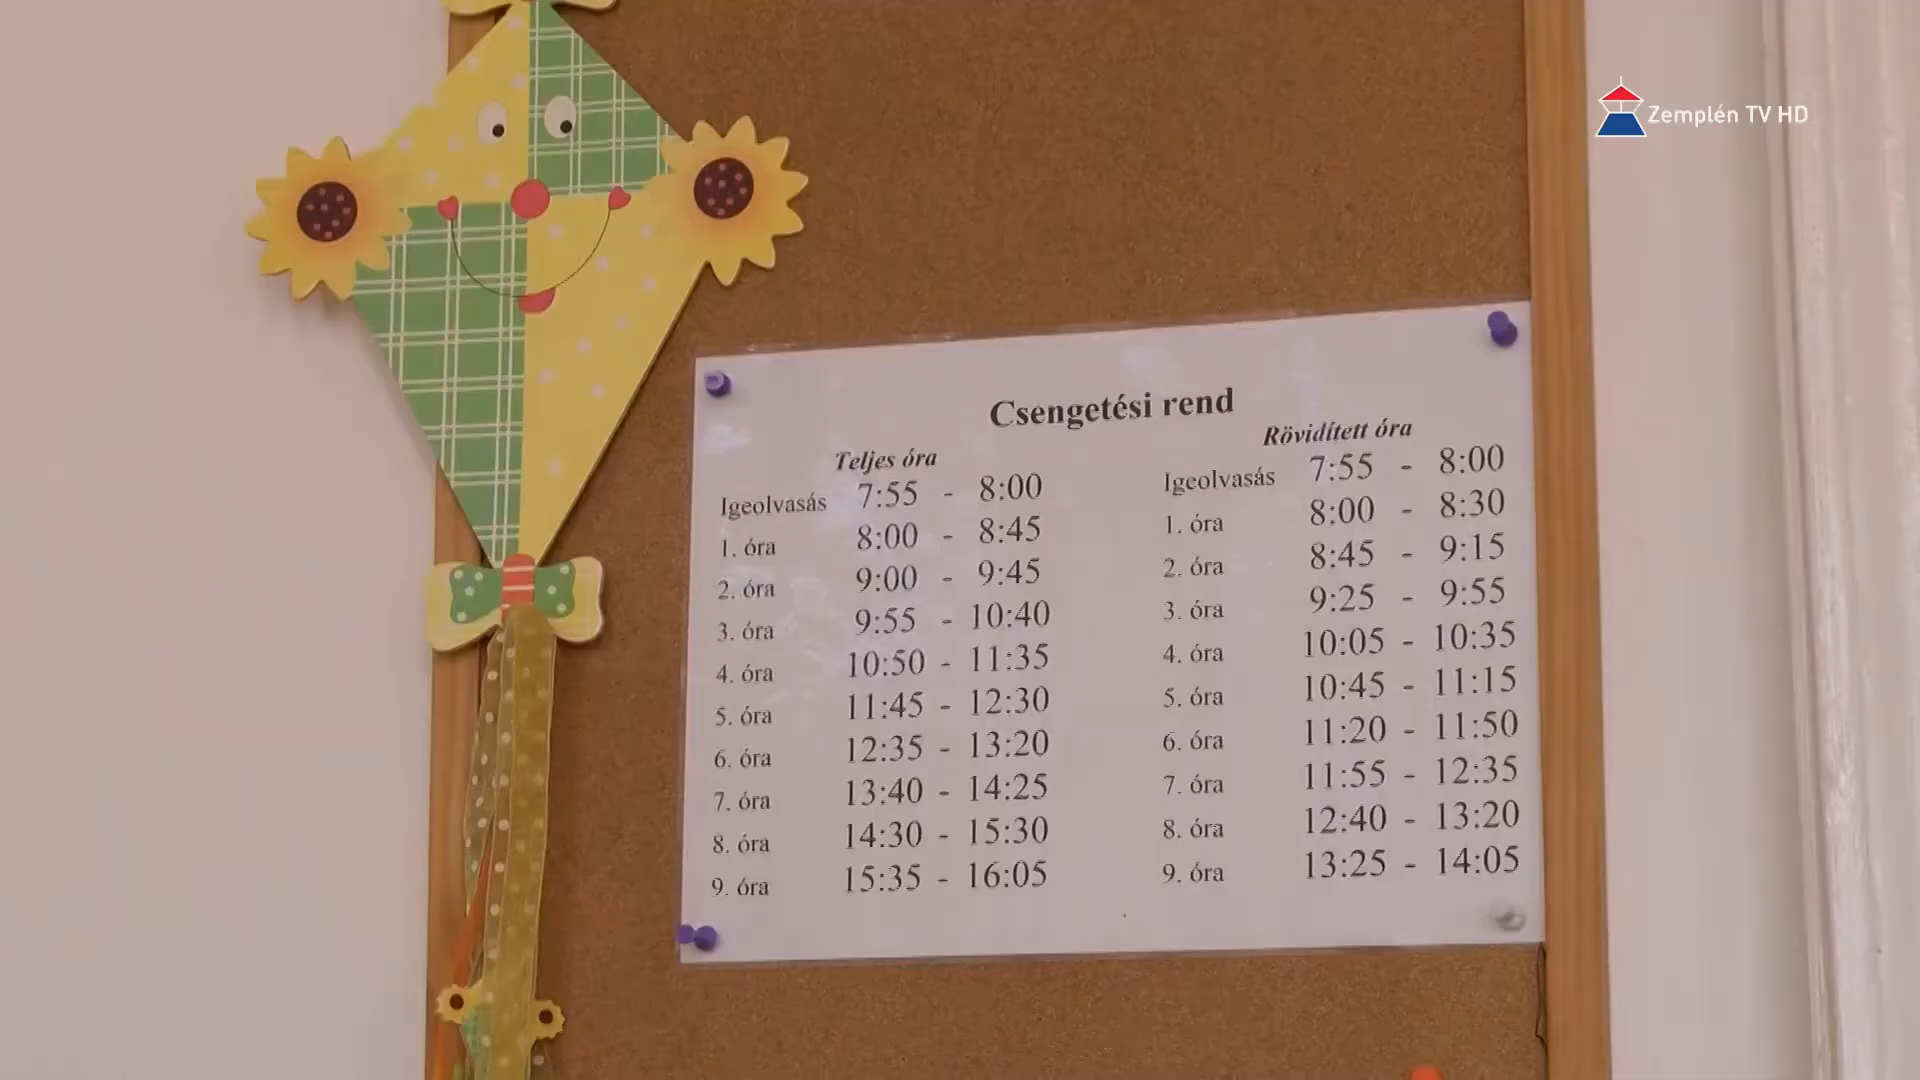 Zemplén TV HD
Csengetési rend
Teljes óra
Igeolvasás 7:55 - 8:00
1. óra 8:00 - 8:45
2. óra 9:00 - 9:45
3. óra 9:55 - 10:40
4. óra 10:50 - 11:35
5. óra 11:45 - 12:30
6. óra 12:35 - 13:20
7. óra 13:40 - 14:25
8. óra 14:30 - 15:30
9. óra 15:35 - 16:05
Rövidített óra
Igeolvasás 7:55 - 8:00
1. óra 8:00 - 8:30
2. óra 8:45 - 9:15
3. óra 9:25 - 9:55
4. óra 10:05 - 10:35
5. óra 10:45 - 11:15
6. óra 11:20 - 11:50
7. óra 11:55 - 12:35
8. óra 12:40 - 13:20
9. óra 13:25 - 14:05